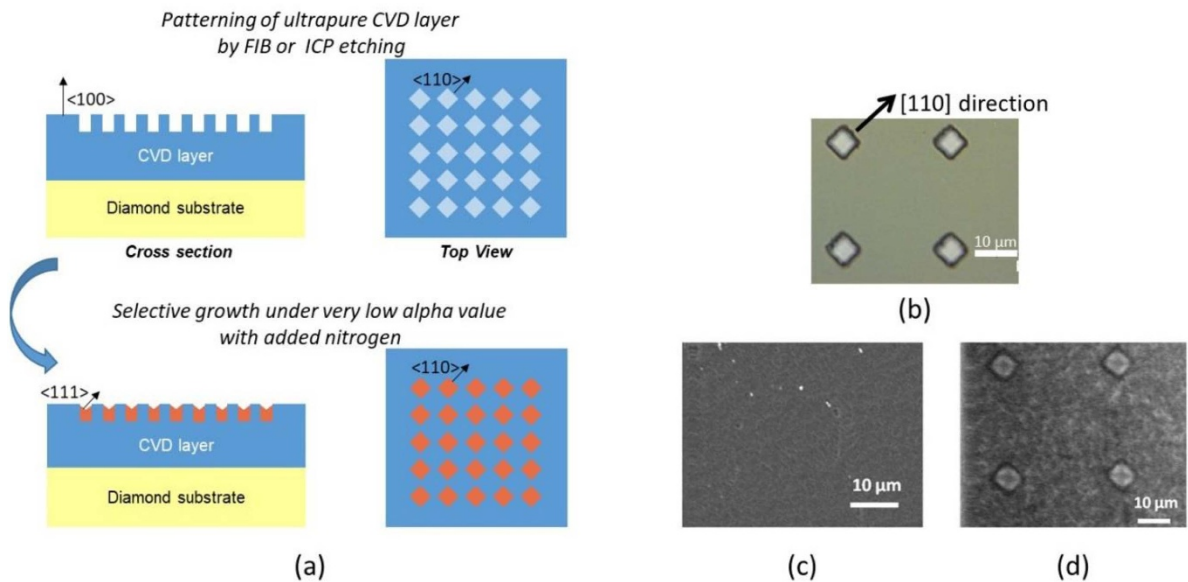 Patterning of ultrapure CVD layer
by FIB or ICP etching
<100>
<110>
CVD layer
Diamond substrate
Cross section
Top View
Selective growth under very low alpha value
with added nitrogen
<111>
<110>
CVD layer
Diamond substrate
(a)
[110] direction
10 µm
(b)
10 µm
(c)
10 µm
(d)